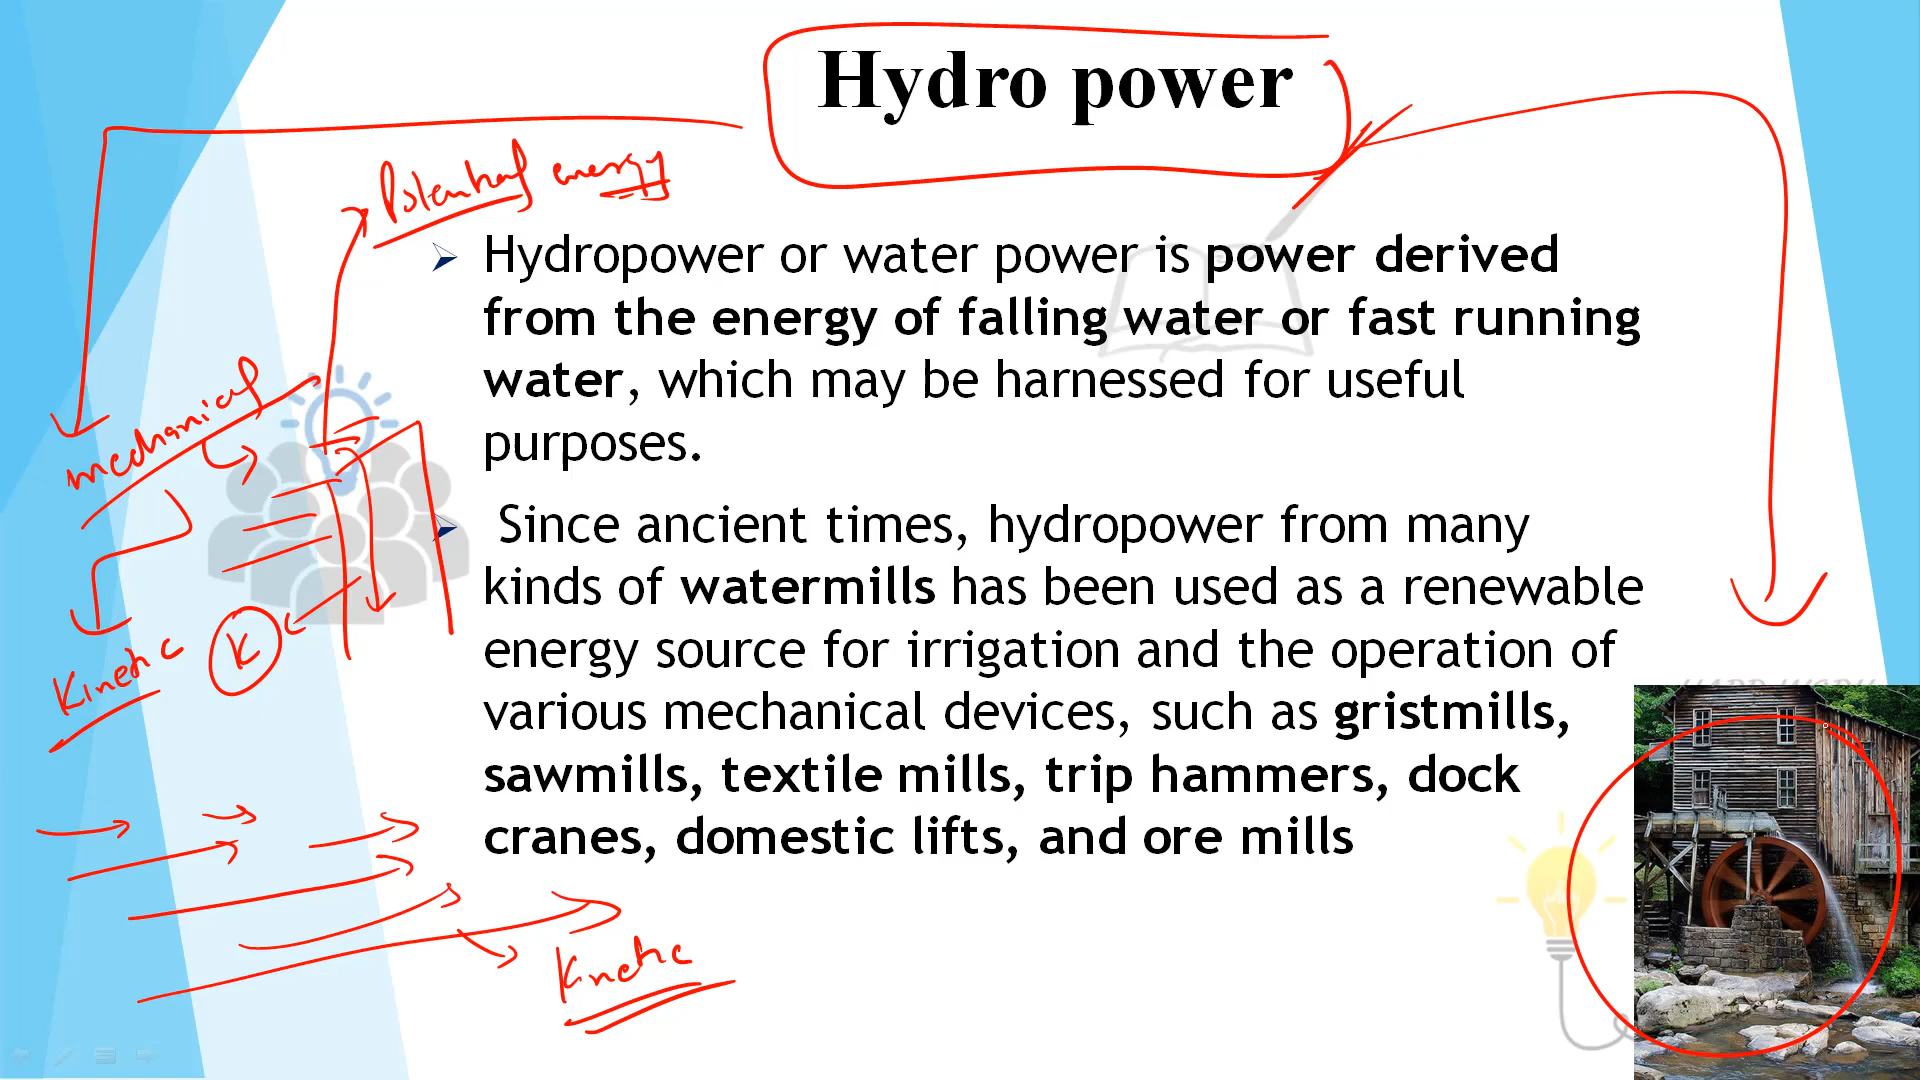 Hydro power
Potential energy
Hydropower or water power is power derived
from the energy of falling water or fast running
water, which may be harnessed for useful
purposes.
mechanical
Since ancient times, hydropower from many
kinds of watermills has been used as a renewable
energy source for irrigation and the operation of
various mechanical devices, such as gristmills,
sawmills, textile mills, trip hammers, dock
cranes, domestic lifts, and ore mills
Kinetic
K
Kinetic